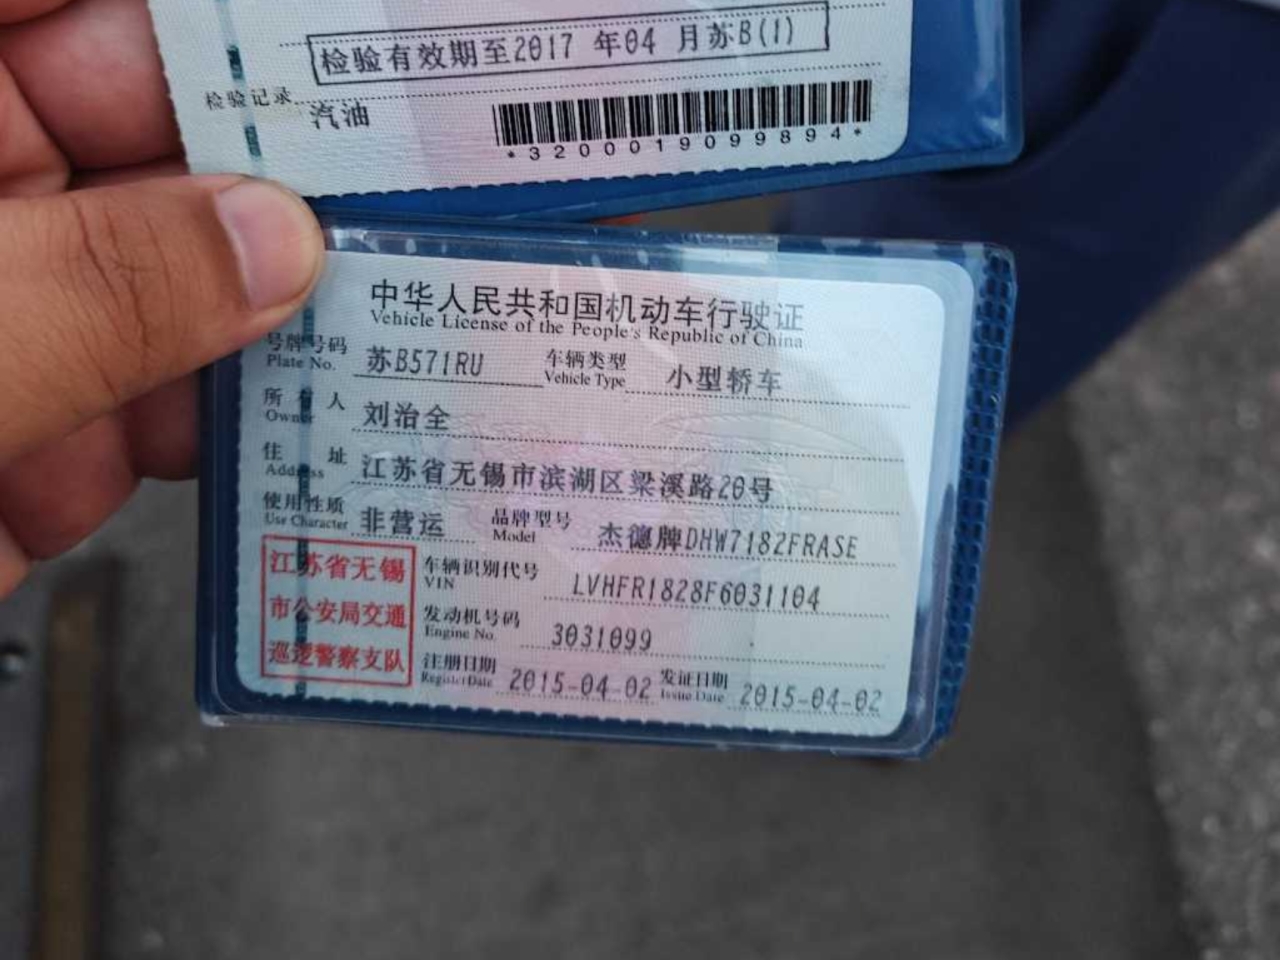 检验有效期至2017 年04 月苏B(1)
检验记录
汽油
*3200019099894*
中华人民共和国机动车行驶证
Vehicle License of the People's Republic of China
号牌号码 苏B571RU 车辆类型 小型轿车
Plate No. Vehicle Type
所有人 刘治全
Owner
住址 江苏省无锡市滨湖区梁溪路20号
Address
使用性质 非营运 品牌型号 杰德牌DHW7182FRASE
Use Character Model
江苏省无锡
市公安局交通
巡逻警察支队
车辆识别代号 LVHFR1828F6031104
VIN
发动机号码 3031099
Engine No.
注册日期 2015-04-02 发证日期 2015-04-02
Register Date Issue Date